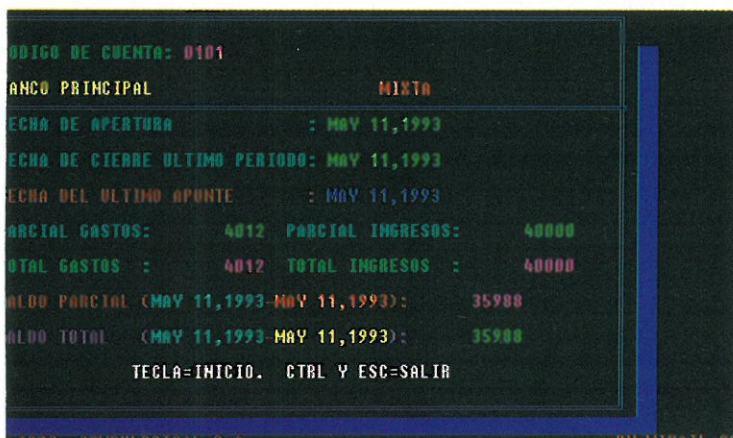 ODIGO DE CUENTA: 0101
ANCO PRINCIPAL MIXTA
ECHA DE APERTURA : MAY 11,1993
ECHA DE CIERRE ULTIMO PERIODO: MAY 11,1993
ECHA DEL ULTIMO APUNTE : MAY 11,1993
ARCIAL GASTOS: 4012 PARCIAL INGRESOS: 40000
OTAL GASTOS : 4012 TOTAL INGRESOS : 40000
ALDO PARCIAL (MAY 11,1993-MAY 11,1993): 35988
ALDO TOTAL (MAY 11,1993-MAY 11,1993): 35988
TECLA=INICIO. CTRL Y ESC=SALIR